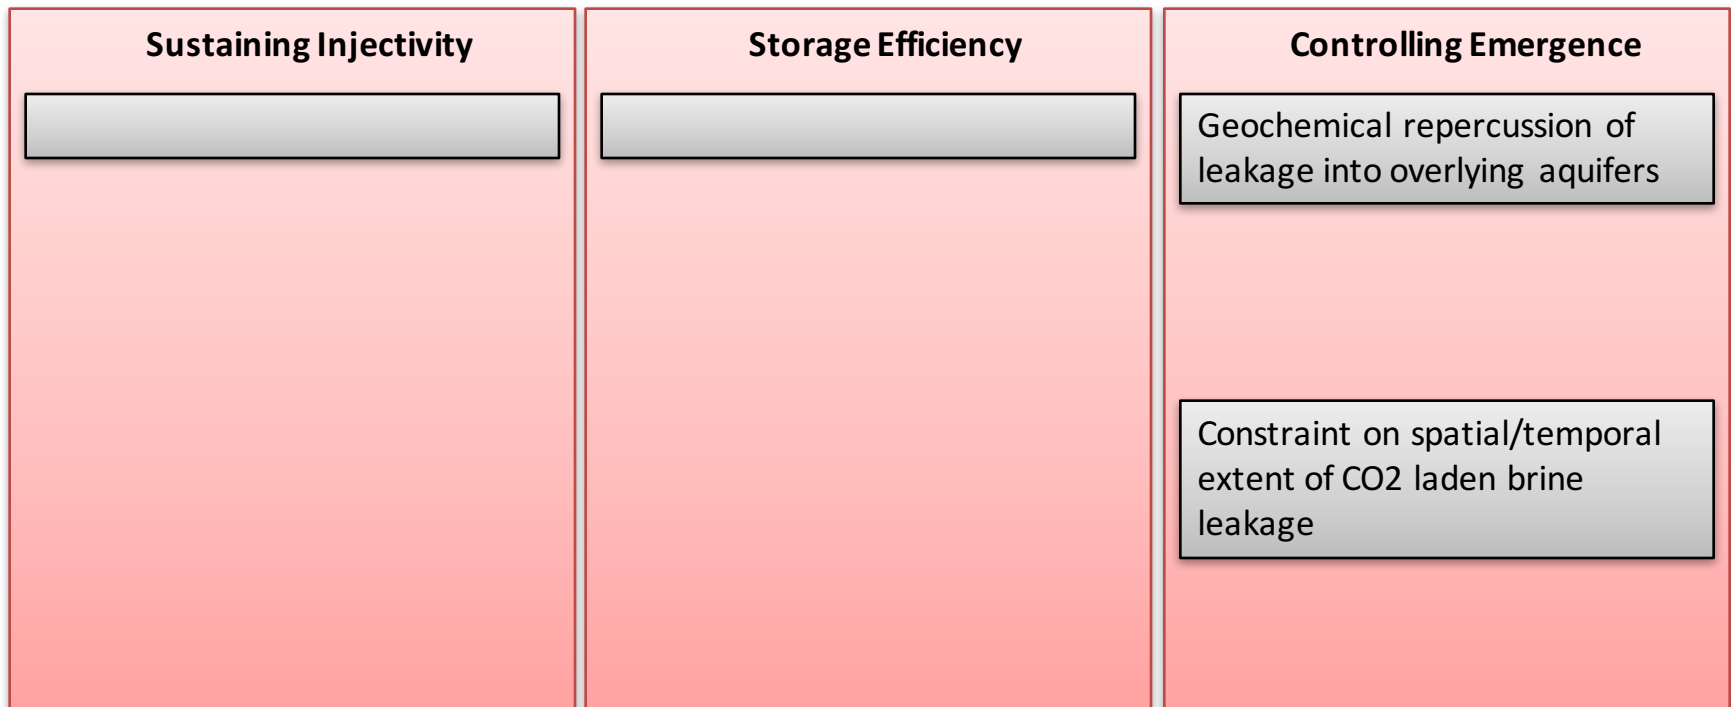 Sustaining Injectivity
Storage Efficiency
Controlling Emergence
Geochemical repercussion of
leakage into overlying aquifers
Constraint on spatial/temporal
extent of CO2 laden brine
leakage